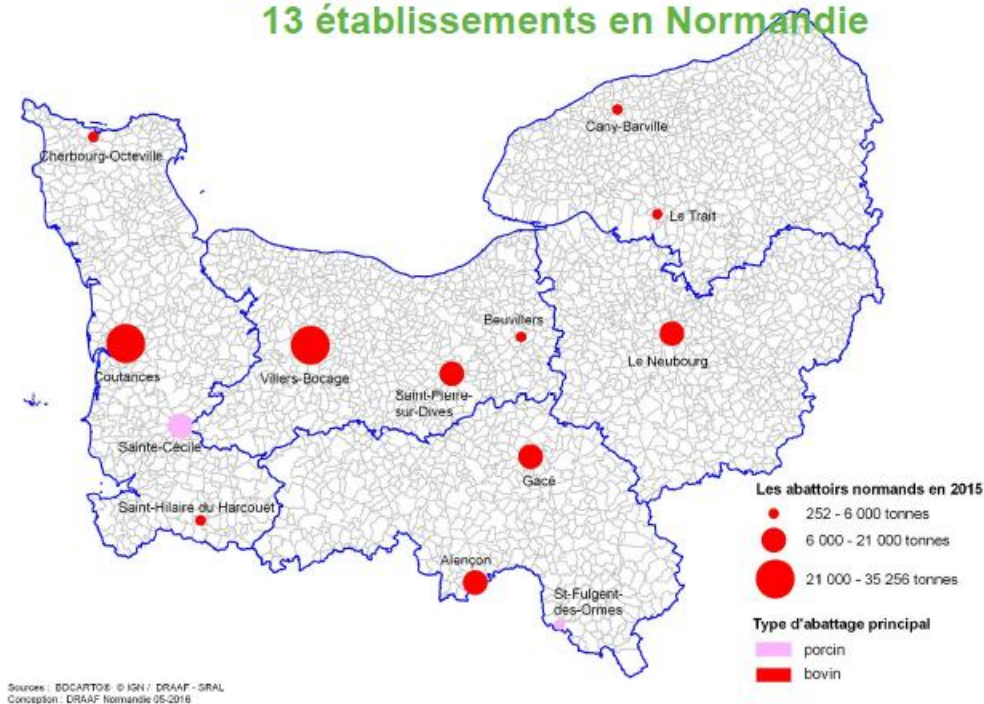 13 établissements en Normandie
Cany-Barville
Cherbourg-Octeville
Le Trait
Beuvillers
Le Neubourg
Coutances
Villers-Bocage
Saint-Pierre-
sur-Dives
Sainte-Cécile
Gacé
Saint-Hilaire du Harcouet
Alençon
St-Fulgent-
des-Ormes
Les abattoirs normands en 2015
252 - 6 000 tonnes
6 000 - 21 000 tonnes
21 000 - 35 256 tonnes
Type d'abattage principal
porcin
bovin
Sources : BDCARTO® © IGN / DRAAF - SRAL
Conception : DRAAF Normandie 05-2016